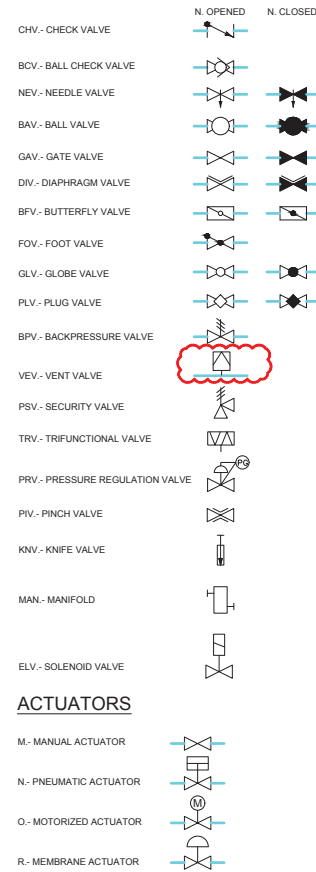 N. OPENED N. CLOSED
CHV.- CHECK VALVE
BCV.- BALL CHECK VALVE
NEV.- NEEDLE VALVE
BAV.- BALL VALVE
GAV.- GATE VALVE
DIV.- DIAPHRAGM VALVE
BFV.- BUTTERFLY VALVE
FOV.- FOOT VALVE
GLV.- GLOBE VALVE
PLV.- PLUG VALVE
BPV.- BACKPRESSURE VALVE
VEV.- VENT VALVE
PSV.- SECURITY VALVE
TRV.- TRIFUNCTIONAL VALVE
PG
PRV.- PRESSURE REGULATION VALVE
PIV.- PINCH VALVE
KNV.- KNIFE VALVE
MAN.- MANIFOLD
ELV.- SOLENOID VALVE
ACTUATORS
M.- MANUAL ACTUATOR
N.- PNEUMATIC ACTUATOR
M
O.- MOTORIZED ACTUATOR
R.- MEMBRANE ACTUATOR